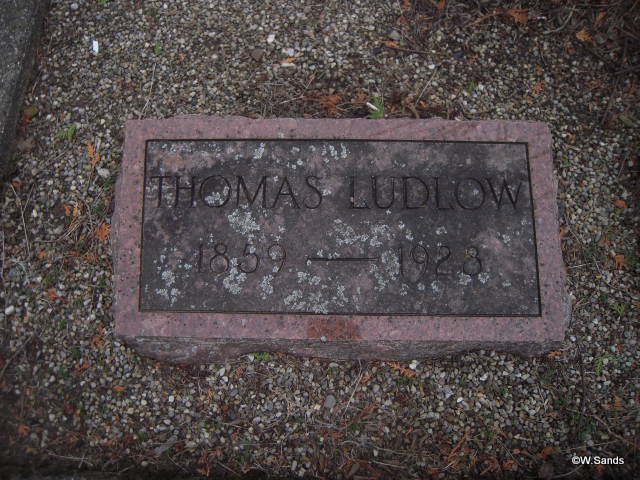 THOMAS LUDLOW
1859 — 1928
©W.Sands